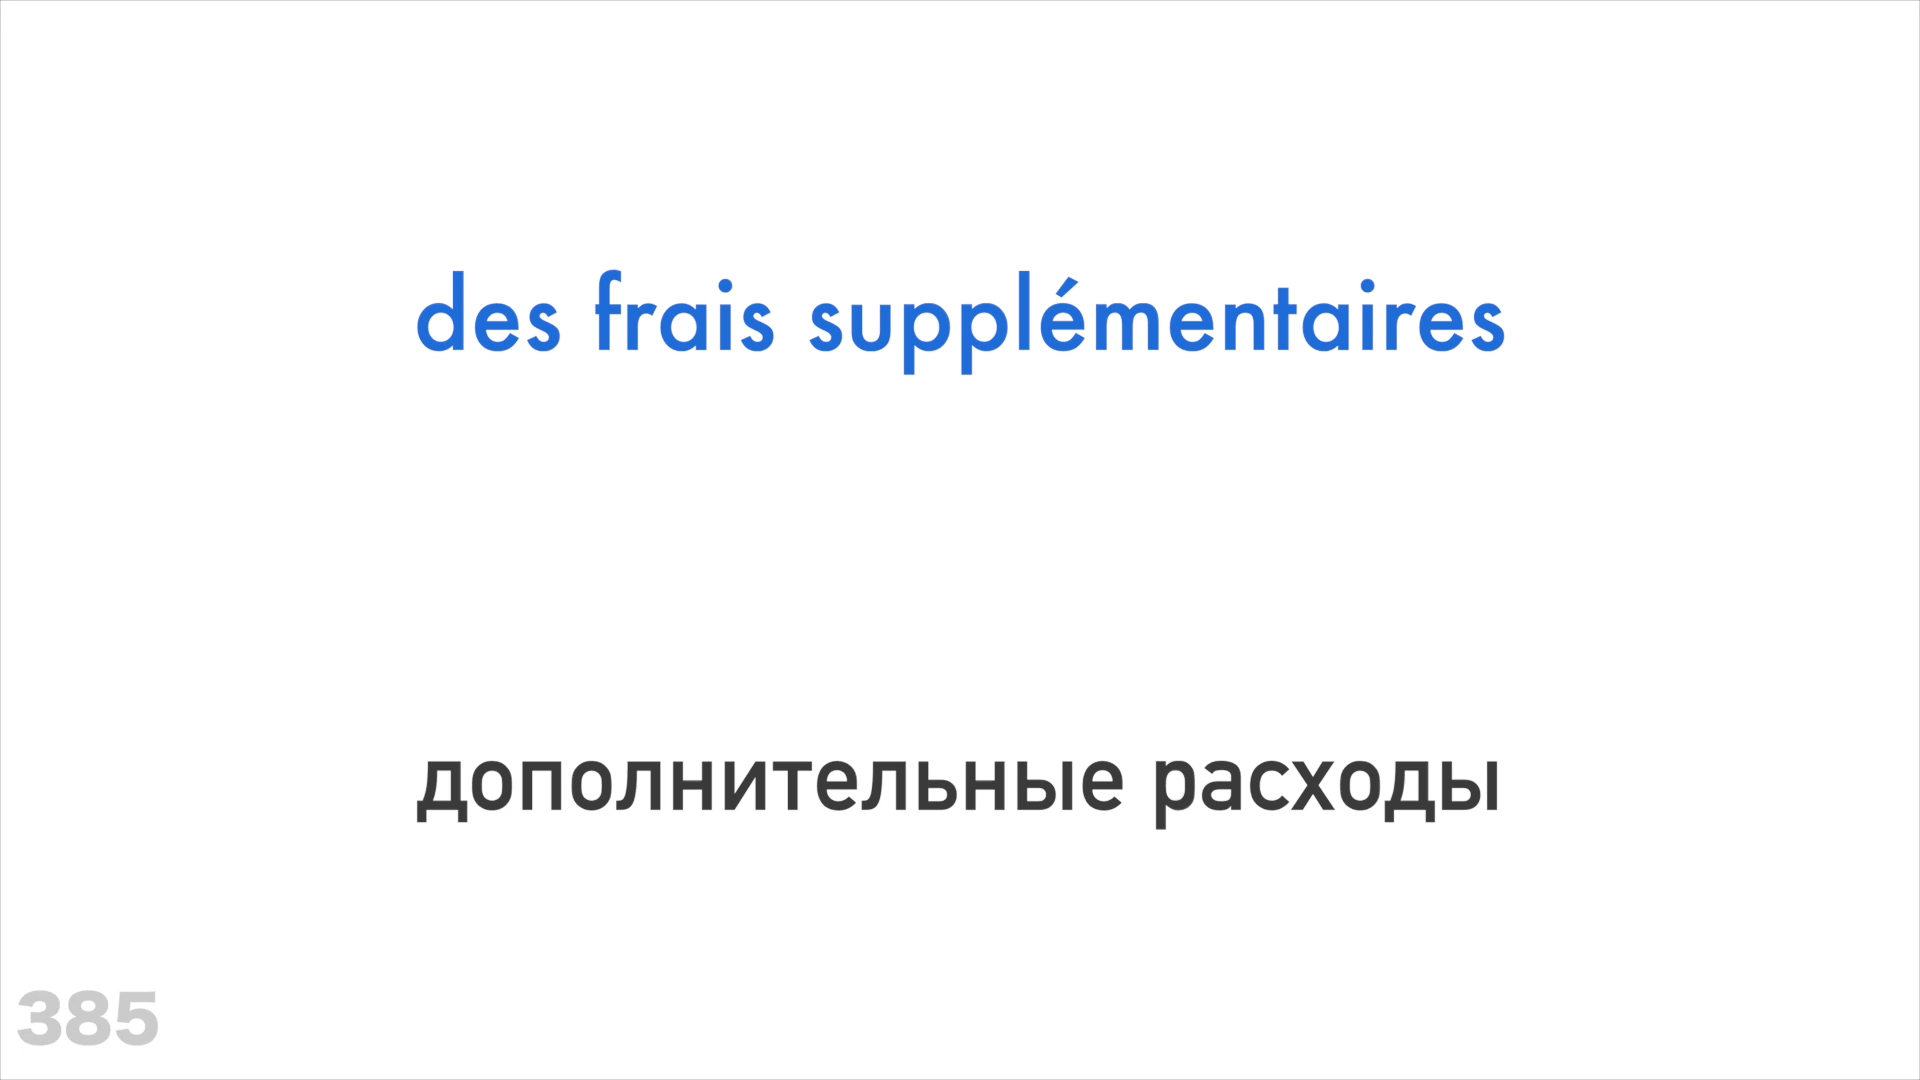 des frais supplémentaires
дополнительные расходы
385